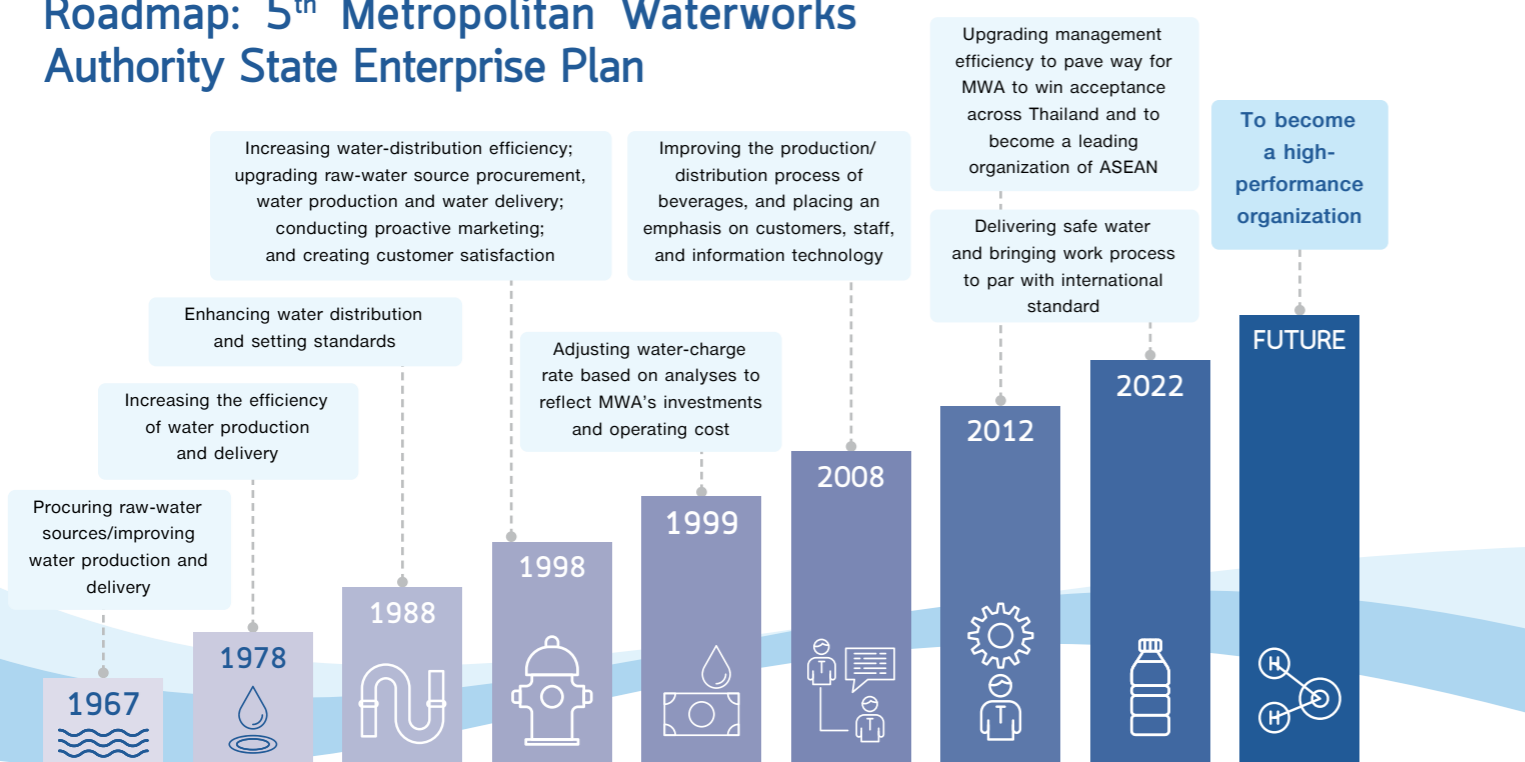 Roadmap: 5th Metropolitan Waterworks
Authority State Enterprise Plan
Procuring raw-water
sources/improving
water production and
delivery
1967
Increasing the efficiency
of water production
and delivery
1978
Enhancing water distribution
and setting standards
1988
Increasing water-distribution efficiency;
upgrading raw-water source procurement,
water production and water delivery;
conducting proactive marketing;
and creating customer satisfaction
1998
Adjusting water-charge
rate based on analyses to
reflect MWA's investments
and operating cost
1999
Improving the production/
distribution process of
beverages, and placing an
emphasis on customers, staff,
and information technology
2008
Upgrading management
efficiency to pave way for
MWA to win acceptance
across Thailand and to
become a leading
organization of ASEAN
2012
Delivering safe water
and bringing work process
to par with international
standard
2022
To become
a high-
performance
organization
FUTURE
H
O
H